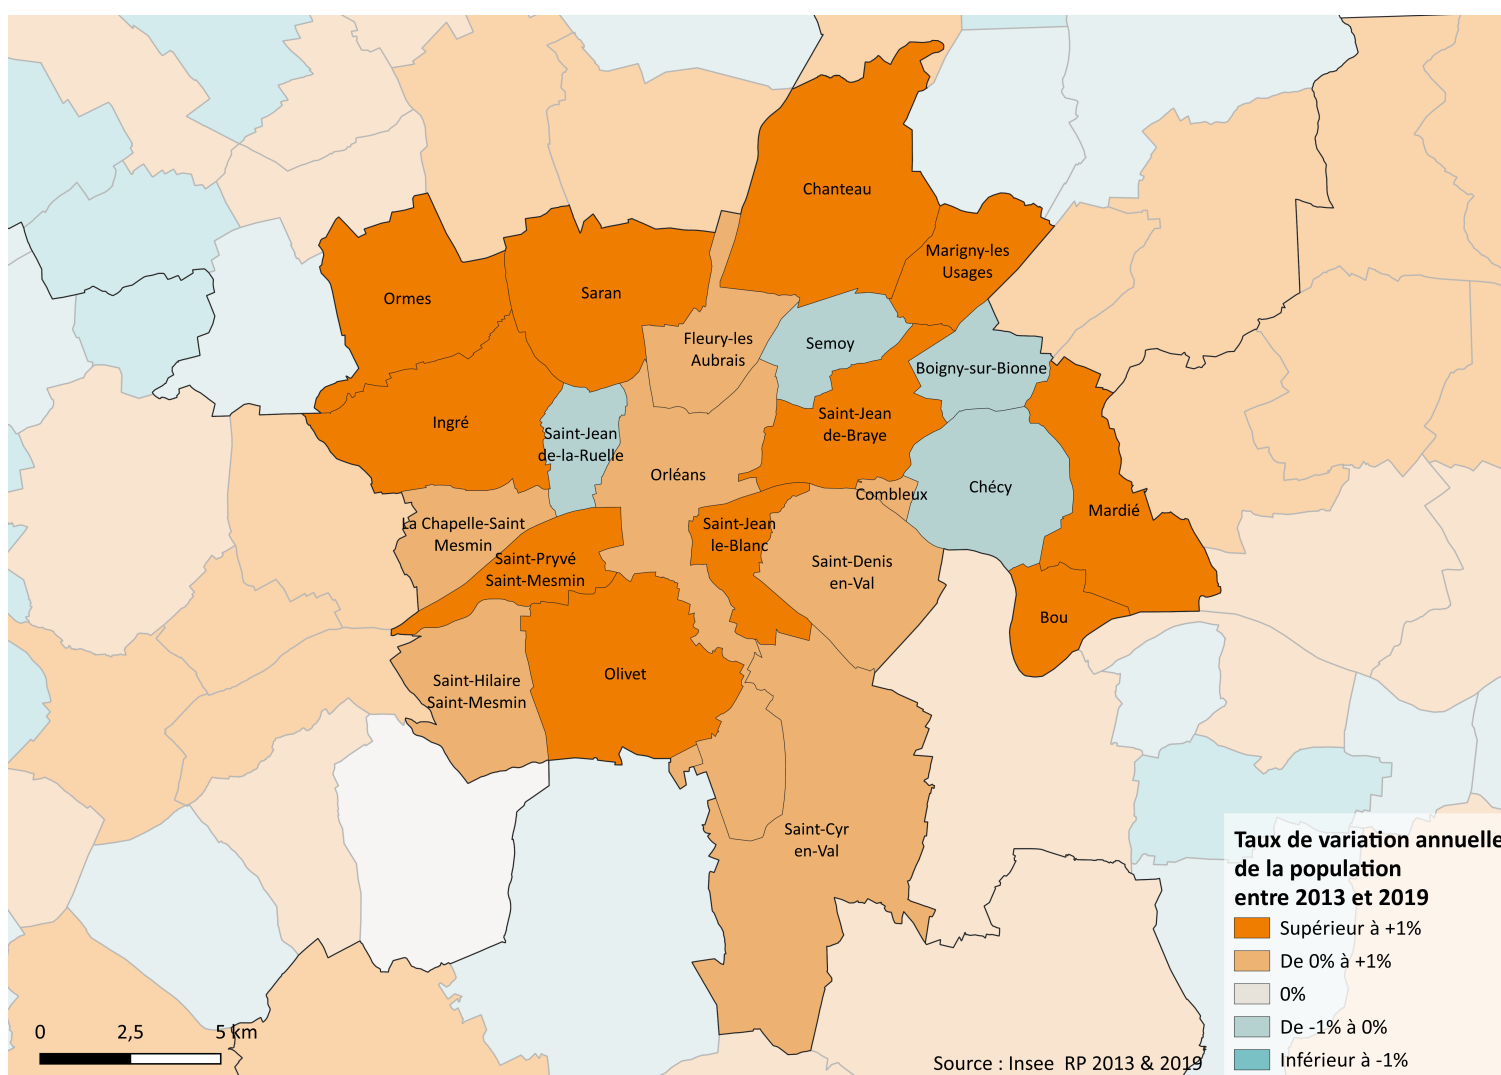 Chanteau
Marigny-les
Usages
Ormes
Saran
Fleury-les
Aubrais
Semoy
Boigny-sur-Bionne
Ingré
Saint-Jean
de-la-Ruelle
Saint-Jean
de-Braye
Orléans
Combleux
Chécy
Mardié
La Chapelle-Saint
Mesmin
Saint-Jean
le-Blanc
Saint-Pryvé
Saint-Mesmin
Saint-Denis
en-Val
Bou
Olivet
Saint-Hilaire
Saint-Mesmin
Saint-Cyr
en-Val
Taux de variation annuelle
de la population
entre 2013 et 2019
Supérieur à +1%
De 0% à +1%
0%
De -1% à 0%
Inférieur à -1%
0 2,5 5 km
Source : Insee RP 2013 & 2019